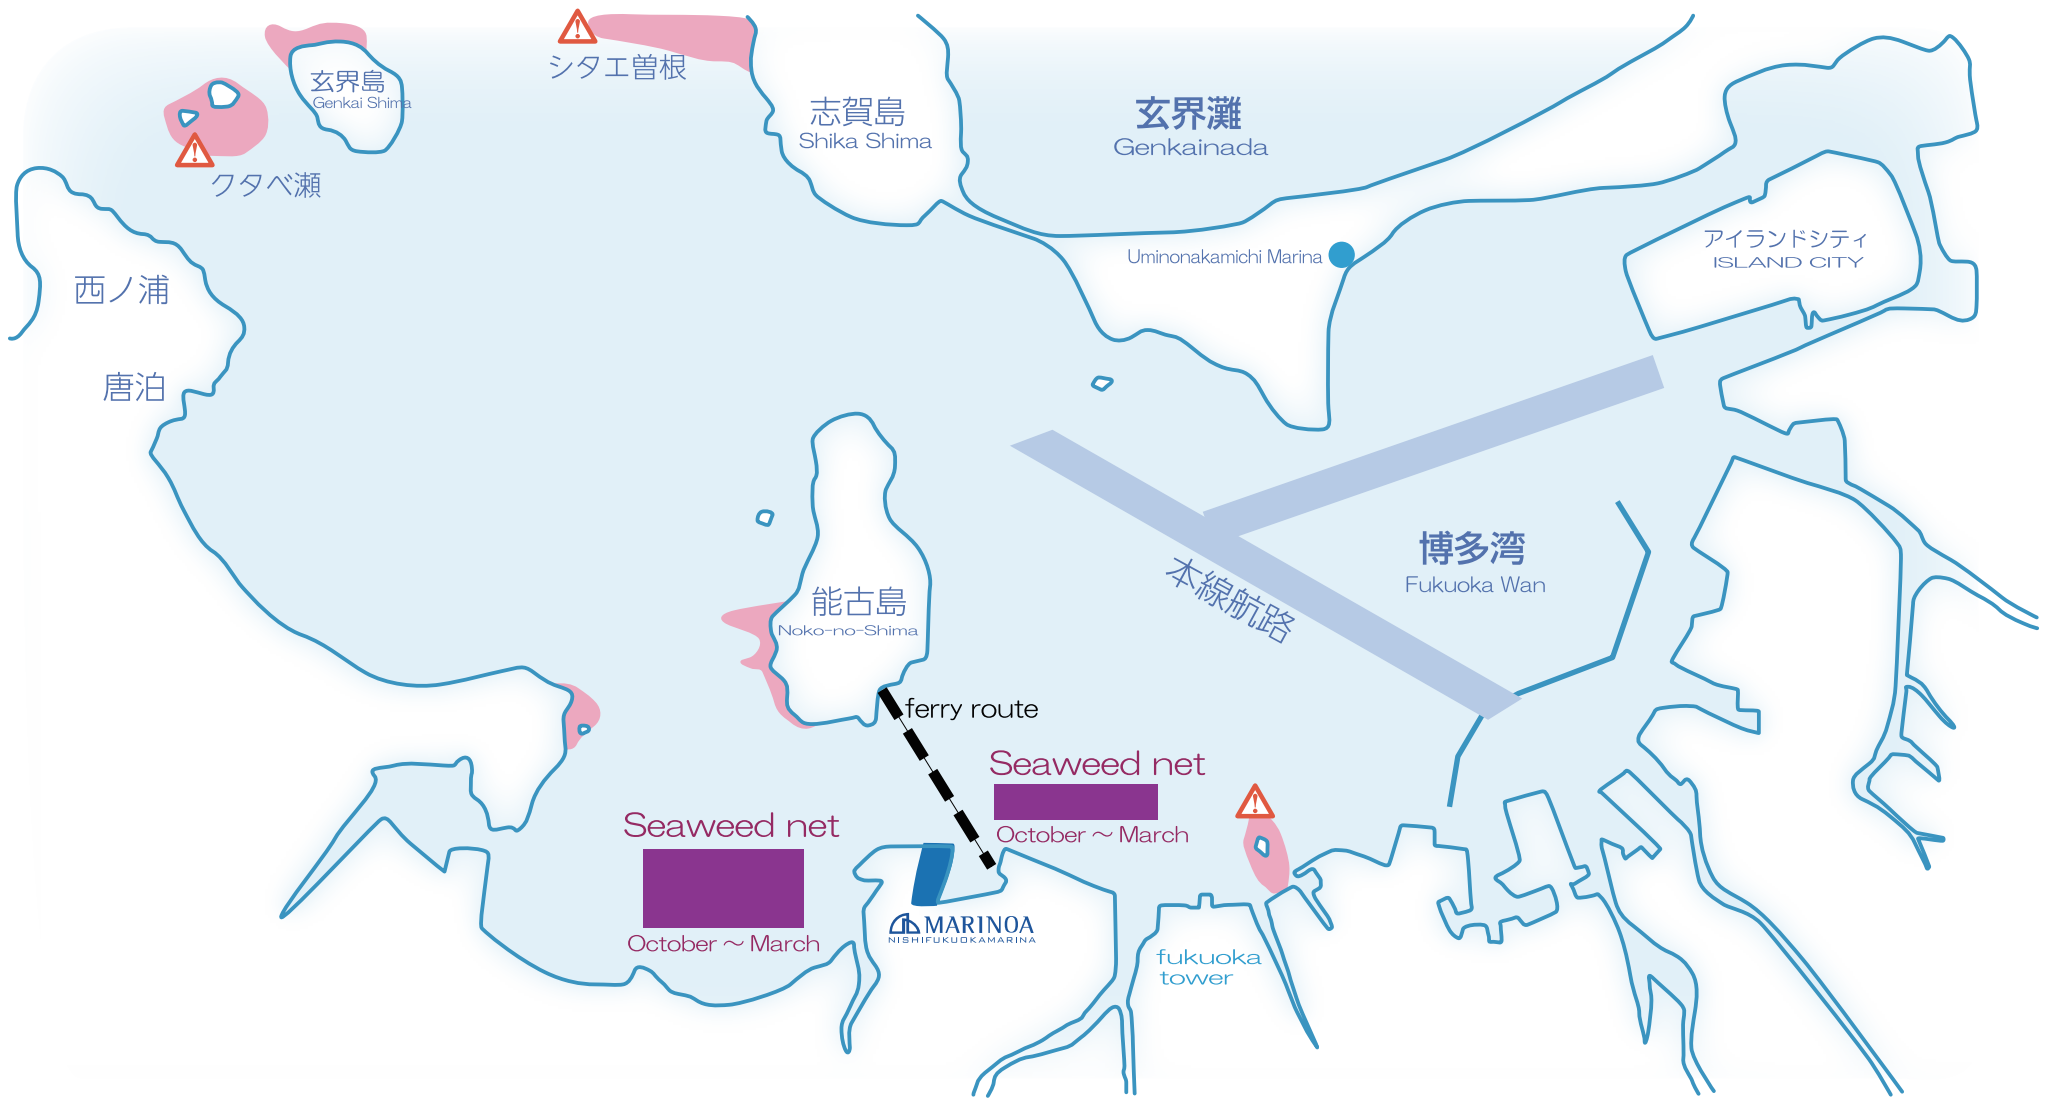 シタエ曽根
玄界島
Genkai Shima
クタベ瀬
志賀島
Shika Shima
玄界灘
Genkainada
Uminonakamichi Marina
アイランドシティ
ISLAND CITY
西ノ浦
唐泊
本線航路
博多湾
Fukuoka Wan
能古島
Noko-no-Shima
ferry route
Seaweed net
October ～ March
Seaweed net
October ～ March
MARINOA
NISHIFUKUOKAMARINA
fukuoka
tower